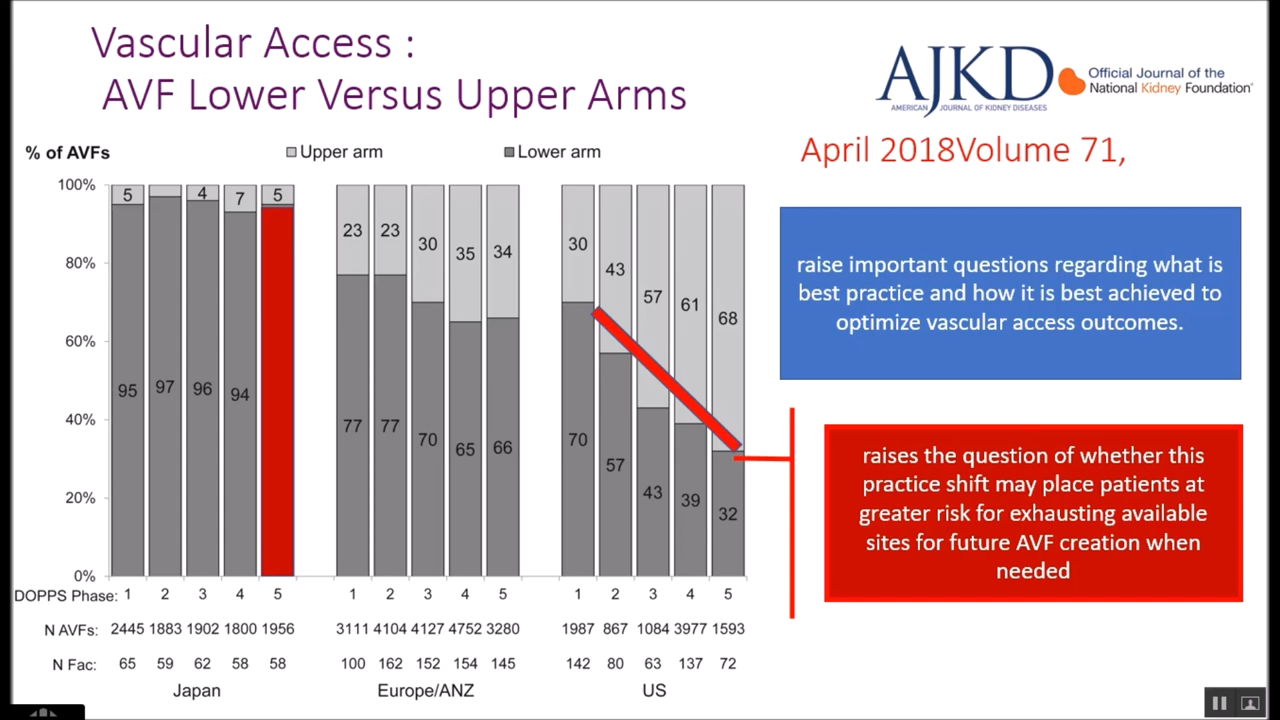 Vascular Access :
AVF Lower Versus Upper Arms
AJKD
AMERICAN JOURNAL OF KIDNEY DISEASES
Official Journal of the
National Kidney Foundation®
April 2018Volume 71,
% of AVFs
Upper arm
Lower arm
100%
80%
60%
40%
20%
0%
5 4 7 5
95 97 96 94
23 23 30 35 34
77 77 70 65 66
30 43 57 61 68
70 57 43 39 32
DOPPS Phase: 1 2 3 4 5 1 2 3 4 5 1 2 3 4 5
N AVFs: 2445 1883 1902 1800 1956 3111 4104 4127 4752 3280 1987 867 1084 3977 1593
N Fac: 65 59 62 58 58 100 162 152 154 145 142 80 63 137 72
Japan Europe/ANZ US
raise important questions regarding what is
best practice and how it is best achieved to
optimize vascular access outcomes.
raises the question of whether this
practice shift may place patients at
greater risk for exhausting available
sites for future AVF creation when
needed